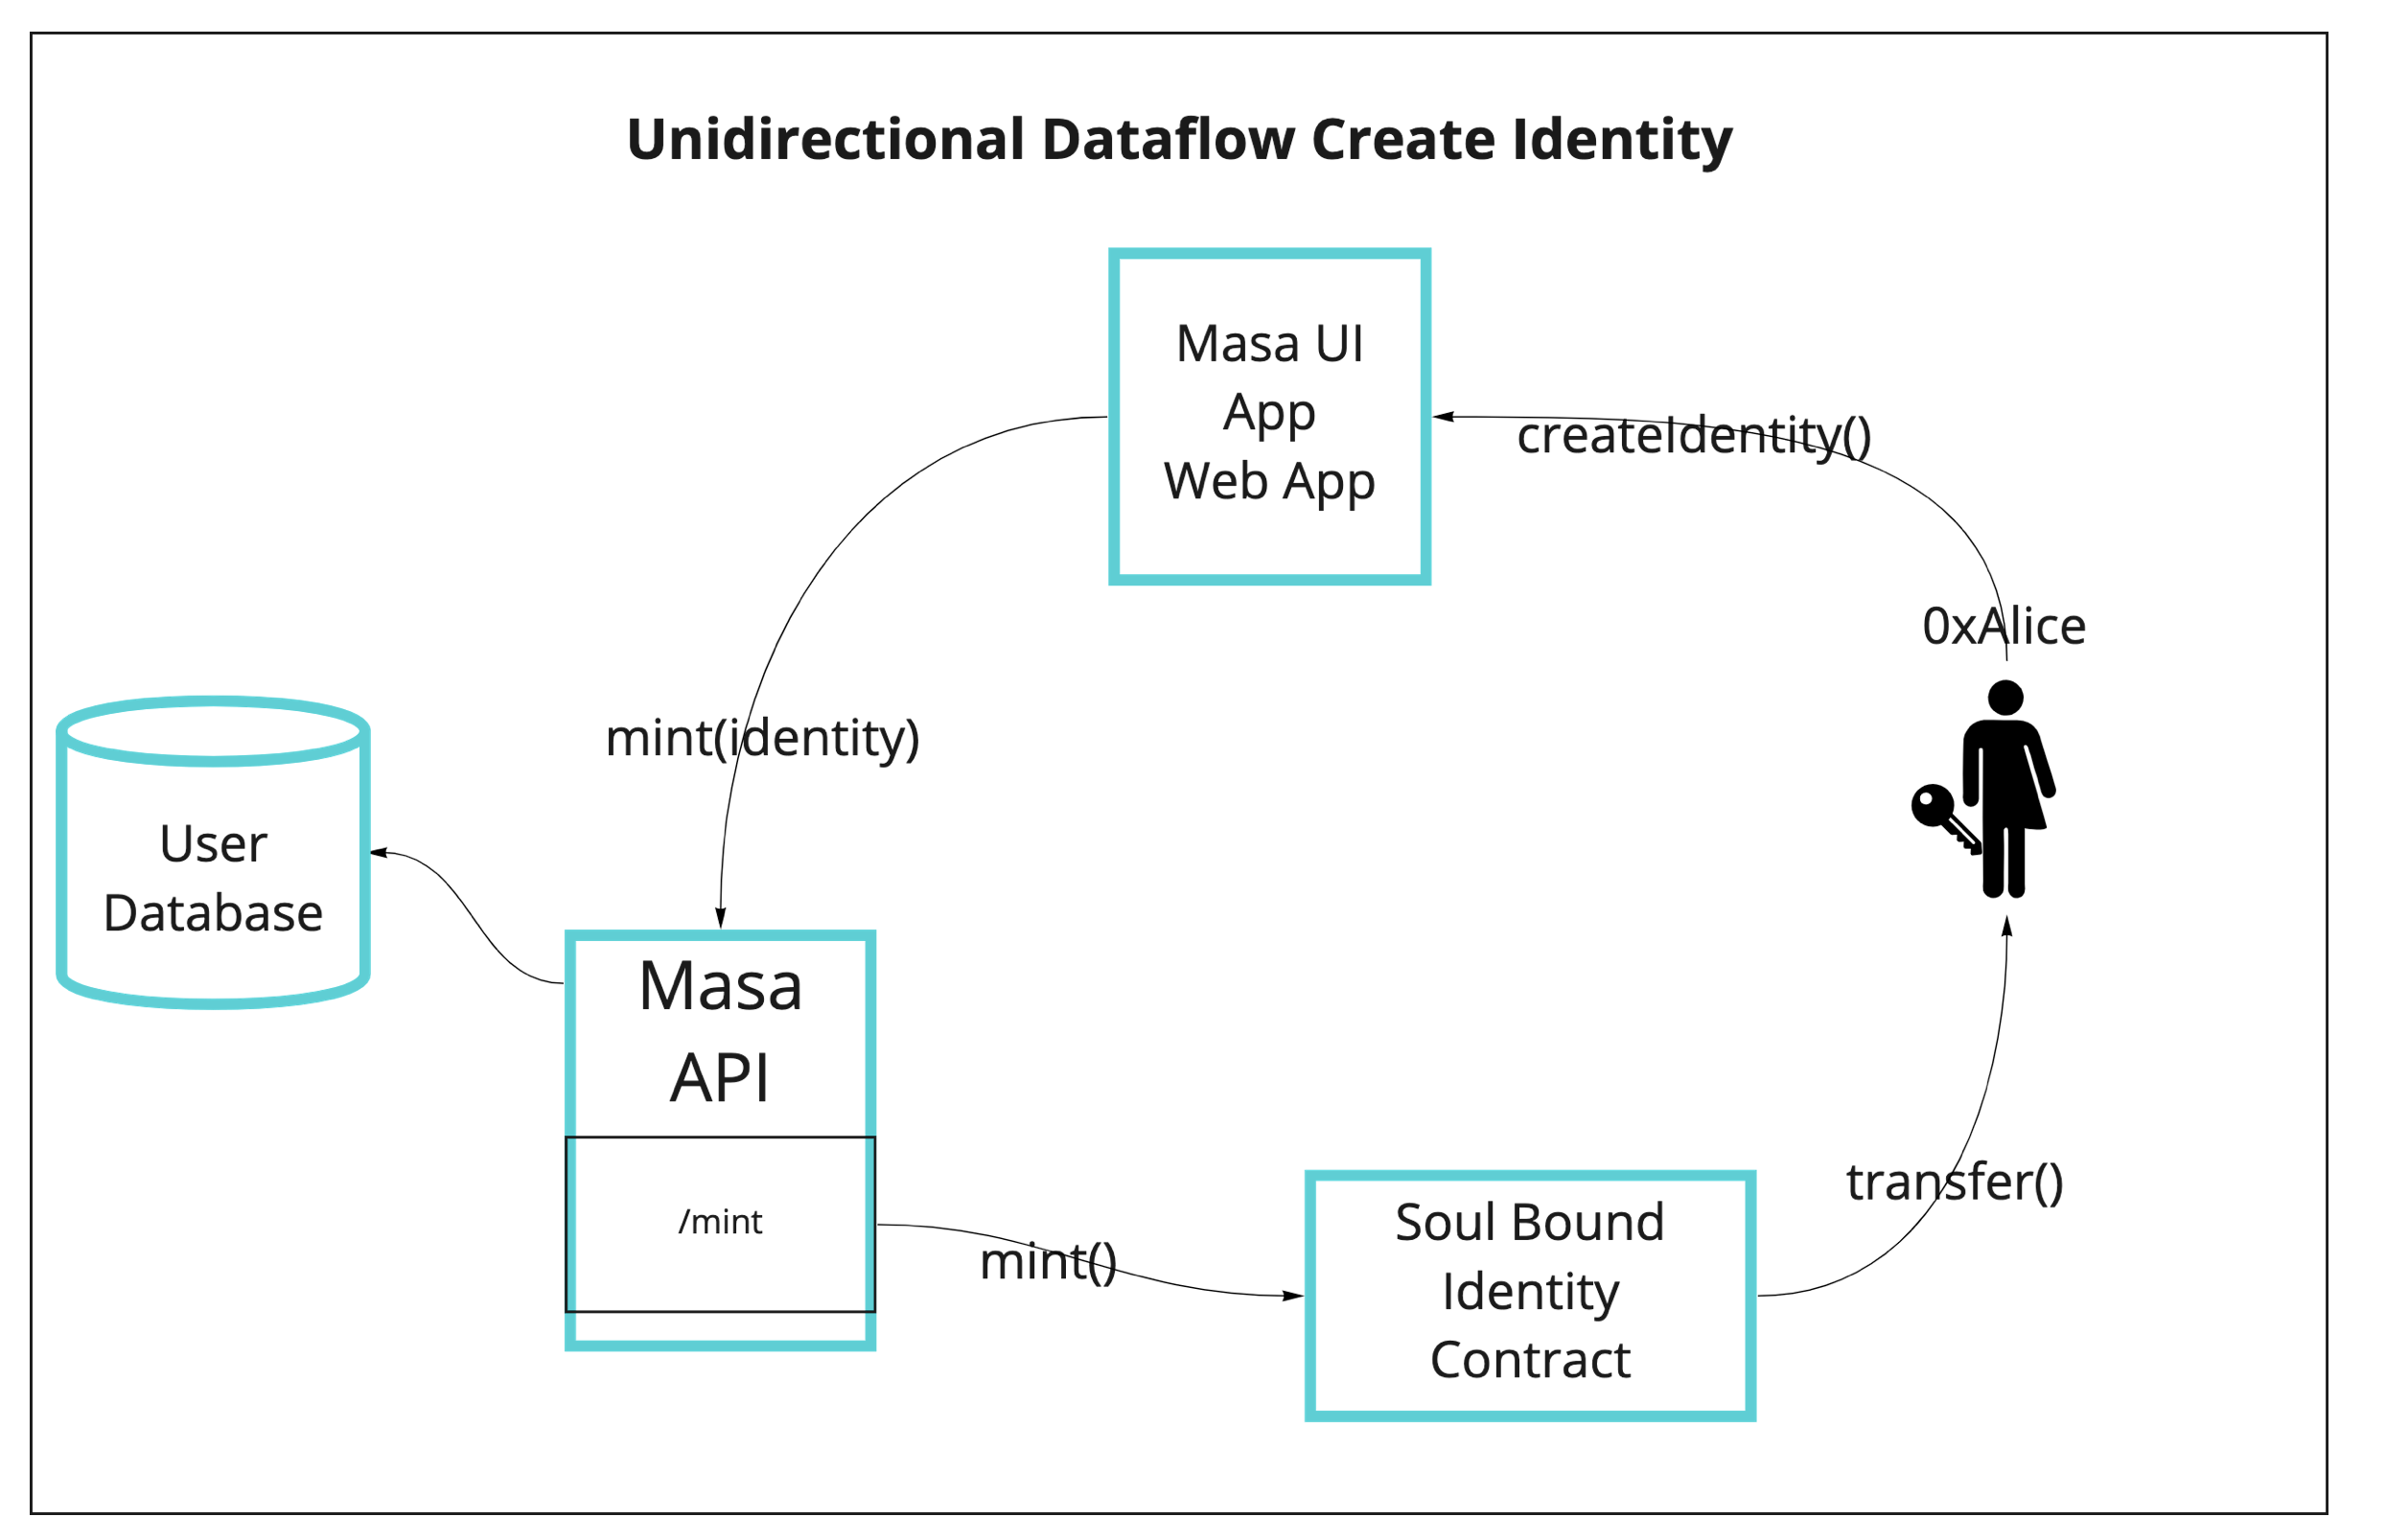 Unidirectional Dataflow Create Identity
Masa UI
App
Web App
createIdentity()
0xAlice
mint(identity)
User
Database
Masa
API
/mint
mint()
Soul Bound
Identity
Contract
transfer()